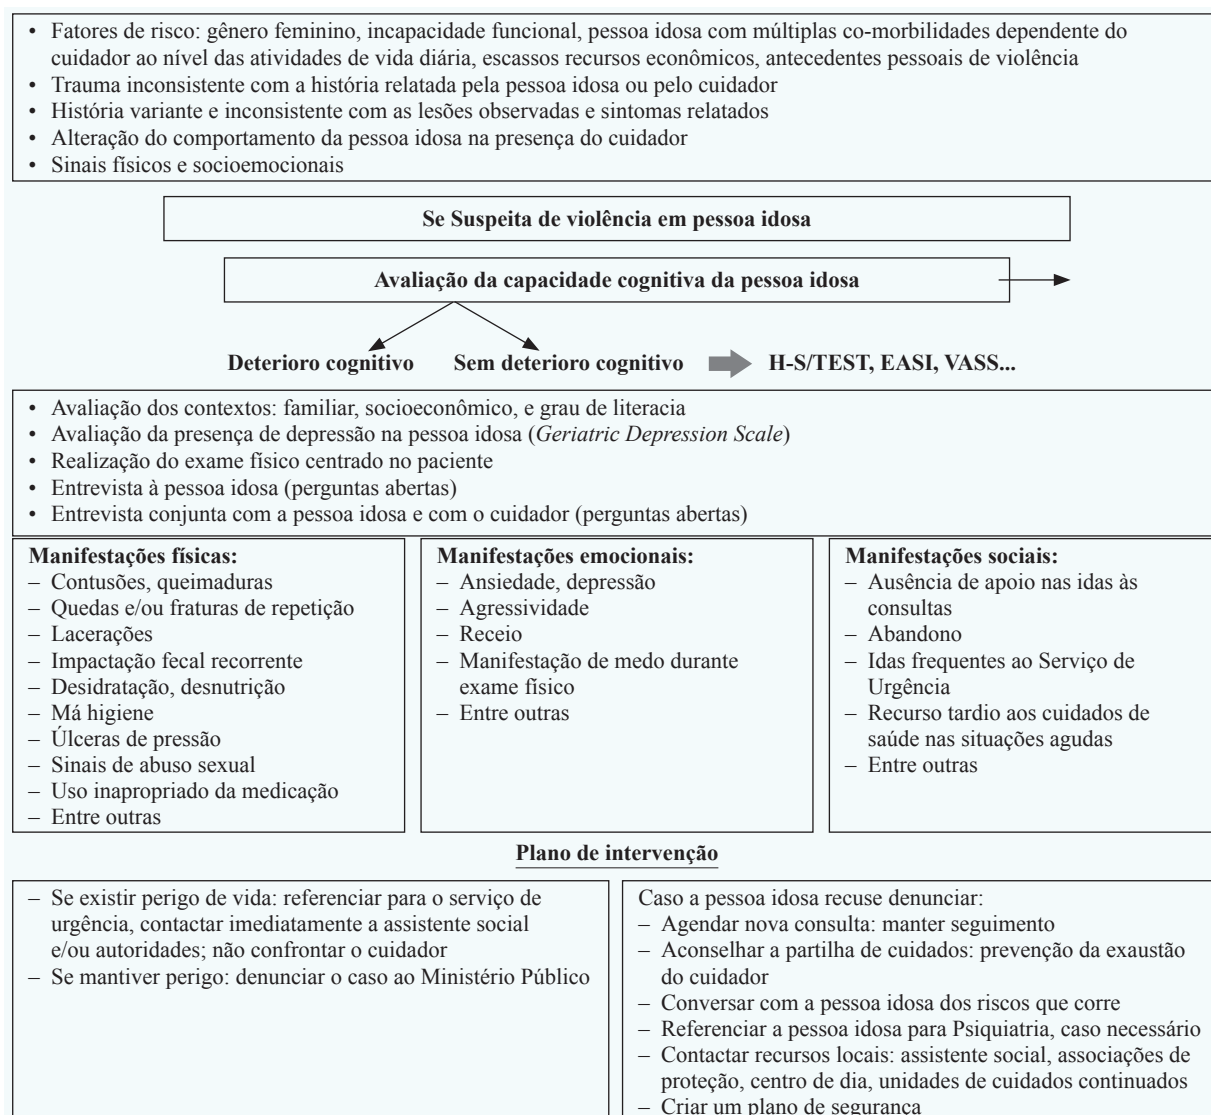 • Fatores de risco: gênero feminino, incapacidade funcional, pessoa idosa com múltiplas co-morbilidades dependente do
cuidador ao nível das atividades de vida diária, escassos recursos econômicos, antecedentes pessoais de violência
• Trauma inconsistente com a história relatada pela pessoa idosa ou pelo cuidador
• História variante e inconsistente com as lesões observadas e sintomas relatados
• Alteração do comportamento da pessoa idosa na presença do cuidador
• Sinais físicos e socioemocionais
Se Suspeita de violência em pessoa idosa
Avaliação da capacidade cognitiva da pessoa idosa
Deterioro cognitivo Sem deterioro cognitivo H-S/TEST, EASI, VASS...
• Avaliação dos contextos: familiar, socioeconômico, e grau de literacia
• Avaliação da presença de depressão na pessoa idosa (Geriatric Depression Scale)
• Realização do exame físico centrado no paciente
• Entrevista à pessoa idosa (perguntas abertas)
• Entrevista conjunta com a pessoa idosa e com o cuidador (perguntas abertas)
Manifestações físicas:
– Contusões, queimaduras
– Quedas e/ou fraturas de repetição
– Lacerações
– Impactação fecal recorrente
– Desidratação, desnutrição
– Má higiene
– Úlceras de pressão
– Sinais de abuso sexual
– Uso inapropriado da medicação
– Entre outras
Manifestações emocionais:
– Ansiedade, depressão
– Agressividade
– Receio
– Manifestação de medo durante
exame físico
– Entre outras
Manifestações sociais:
– Ausência de apoio nas idas às
consultas
– Abandono
– Idas frequentes ao Serviço de
Urgência
– Recurso tardio aos cuidados de
saúde nas situações agudas
– Entre outras
Plano de intervenção
– Se existir perigo de vida: referenciar para o serviço de
urgência, contactar imediatamente a assistente social
e/ou autoridades; não confrontar o cuidador
– Se mantiver perigo: denunciar o caso ao Ministério Público
Caso a pessoa idosa recuse denunciar:
– Agendar nova consulta: manter seguimento
– Aconselhar a partilha de cuidados: prevenção da exaustão
do cuidador
– Conversar com a pessoa idosa dos riscos que corre
– Referenciar a pessoa idosa para Psiquiatria, caso necessário
– Contactar recursos locais: assistente social, associações de
proteção, centro de dia, unidades de cuidados continuados
– Criar um plano de segurança